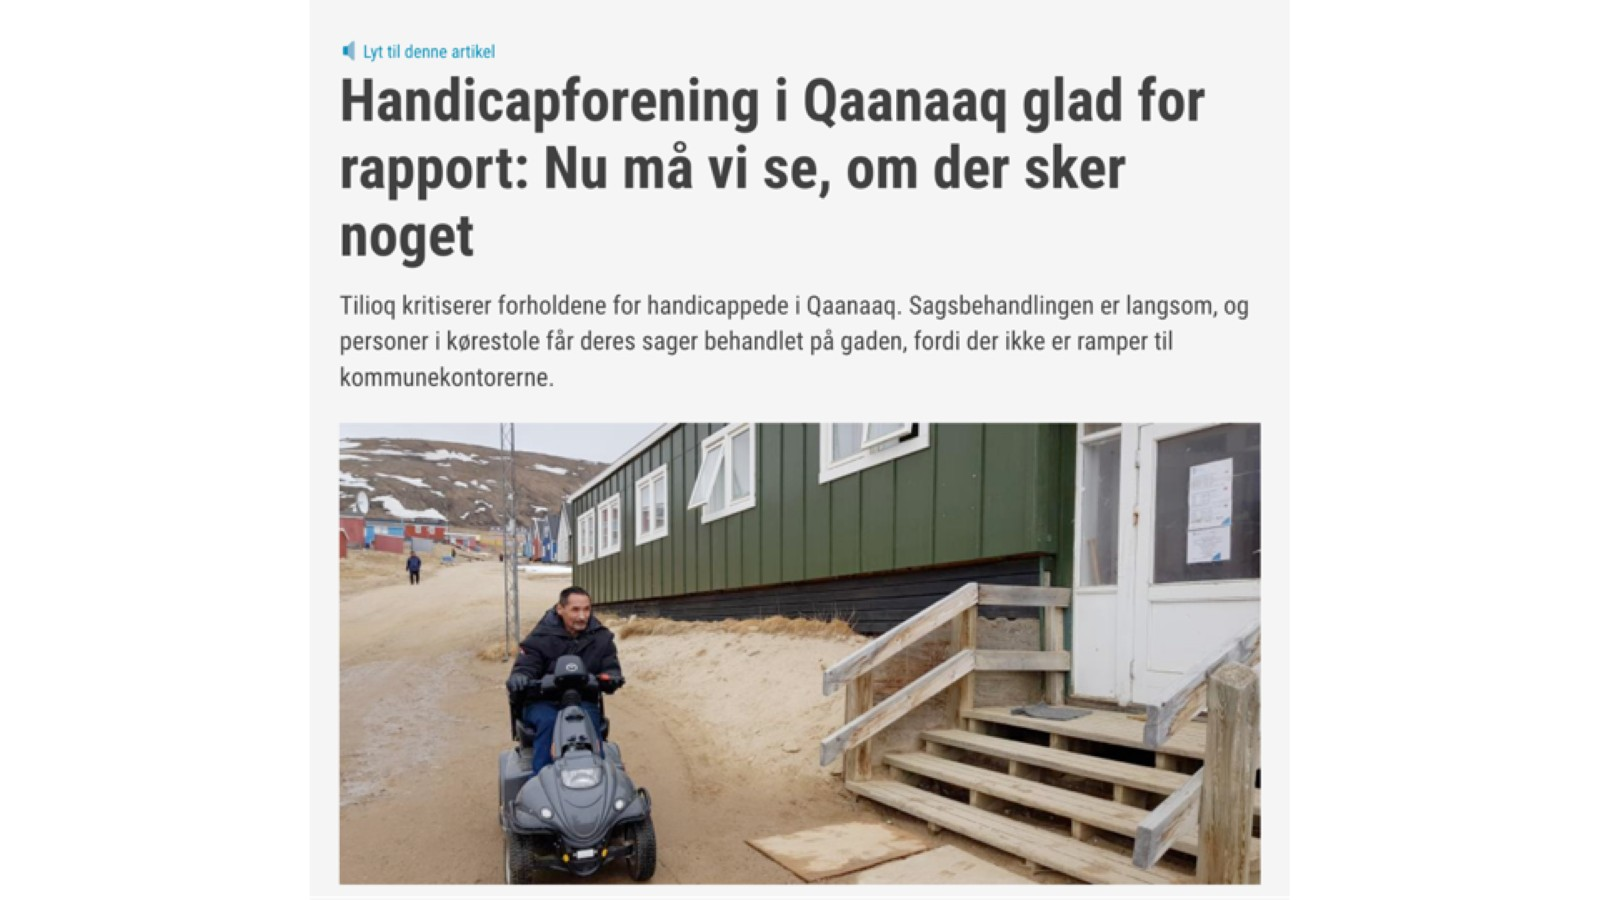 Lyt til denne artikel
Handicapforening i Qaanaaq glad for
rapport: Nu må vi se, om der sker
noget
Tilioq kritiserer forholdene for handicappede i Qaanaaq. Sagsbehandlingen er langsom, og
personer i kørestole får deres sager behandlet på gaden, fordi der ikke er ramper til
kommunekontorerne.